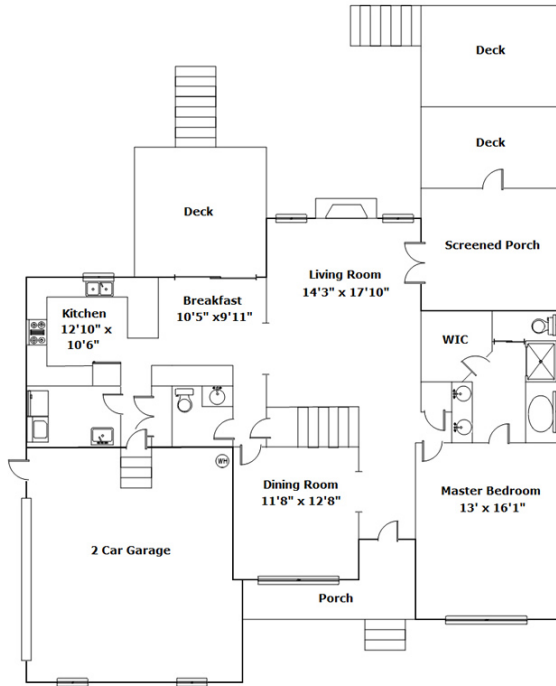 Deck
Deck
Deck
Screened Porch
Living Room
14'3" x 17'10"
Breakfast
10'5" x9'11"
Kitchen
12'10" x
10'6"
WIC
WH
Dining Room
11'8" x 12'8"
Master Bedroom
13' x 16'1"
2 Car Garage
Porch